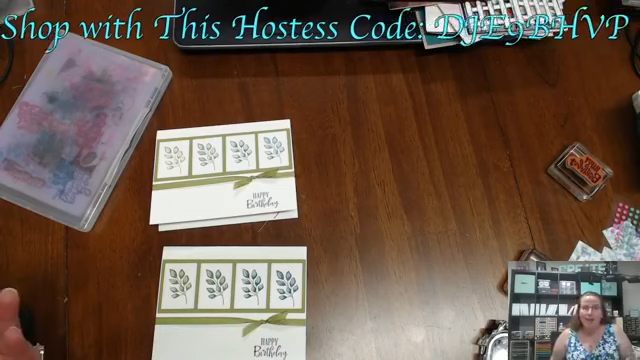 Shop with This Hostess Code: DJE9BHVP
HAPPY
Birthday
HAPPY
Birthday